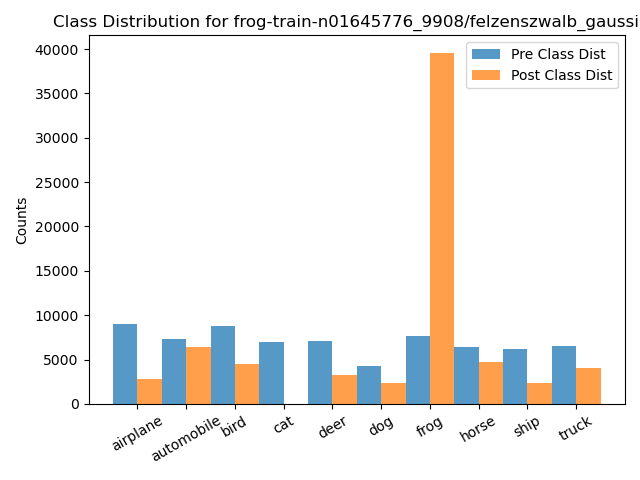 Class Distribution for frog-train-n01645776_9908/felzenszwalb_gaussi
Pre Class Dist
Post Class Dist
Counts
40000
35000
30000
25000
20000
15000
10000
5000
0
airplane
automobile
bird
cat
deer
dog
frog
horse
ship
truck